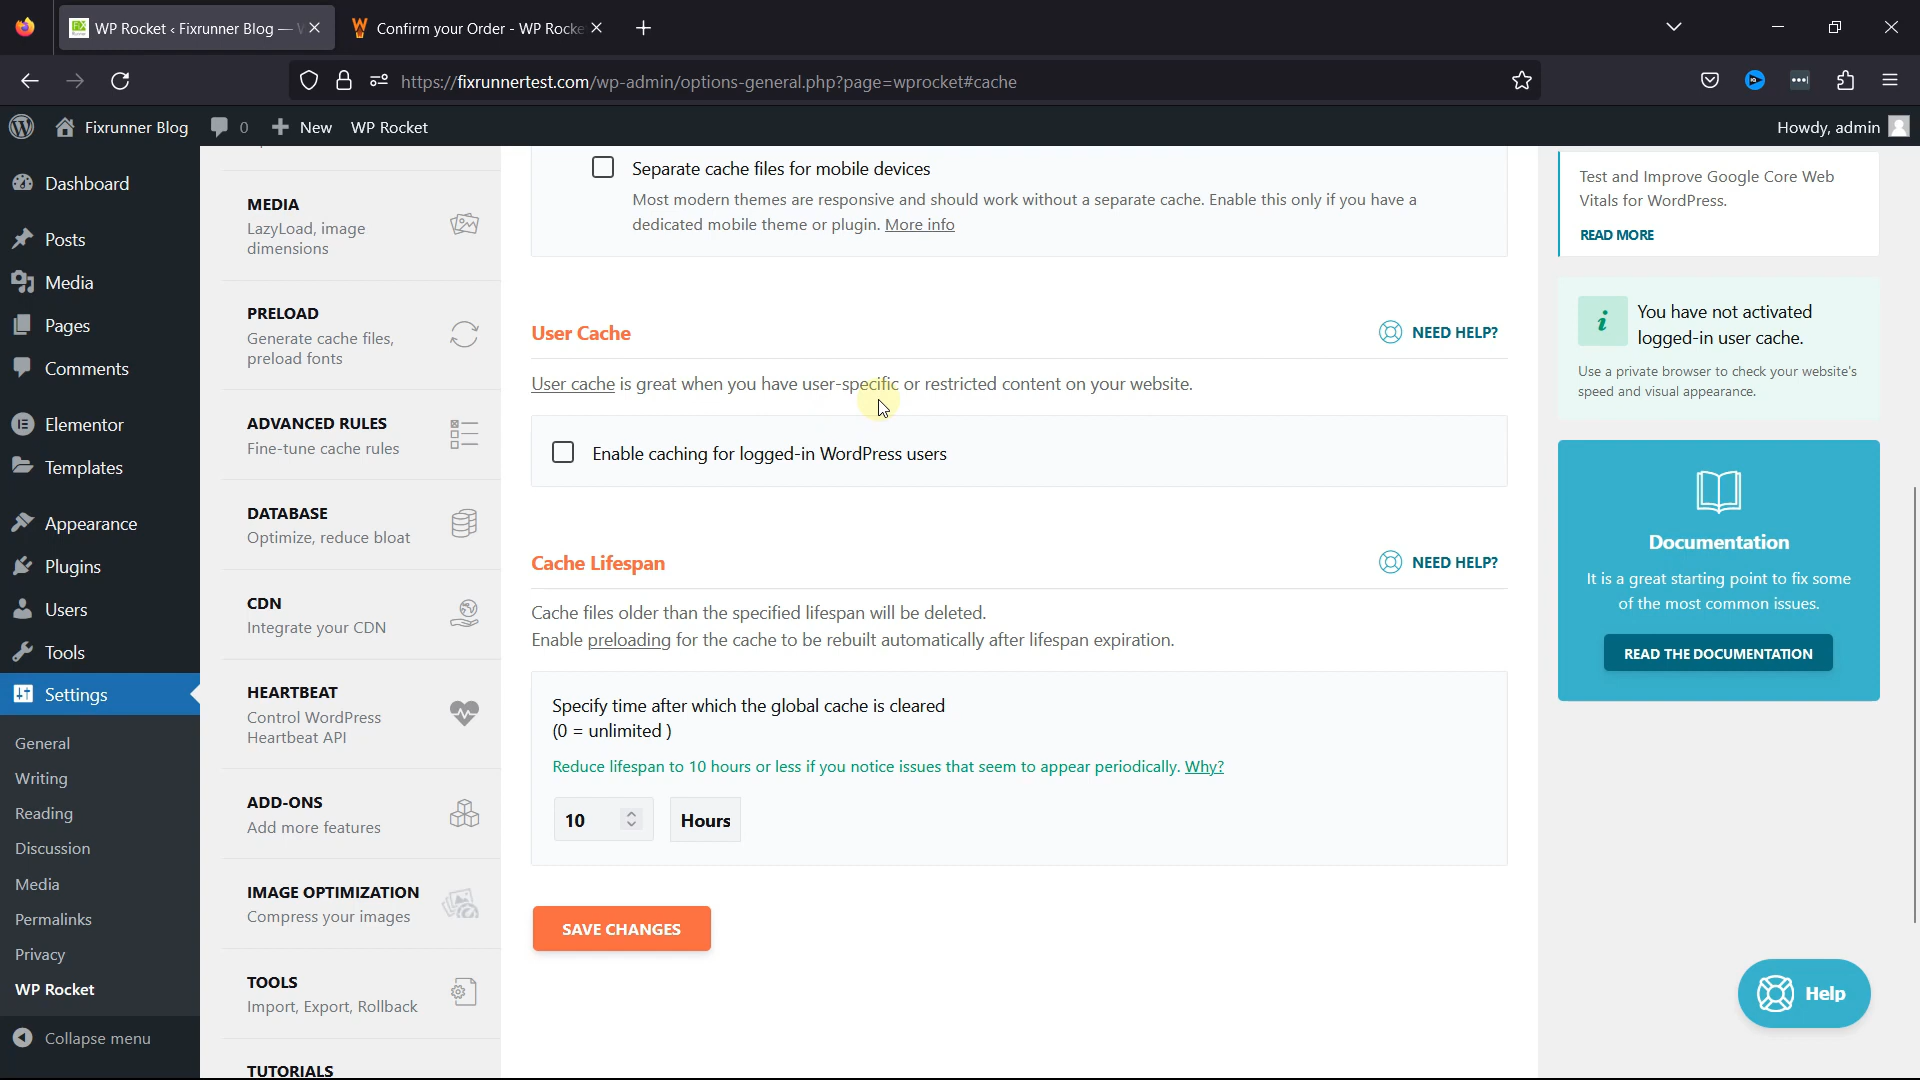 WP Rocket ‹ Fixrunner Blog —
Confirm your Order - WP Rocke
https://fixrunnertest.com/wp-admin/options-general.php?page=wprocket#cache
Fixrunner Blog
0
New
WP Rocket
Howdy, admin
Dashboard
Posts
Media
Pages
Comments
Elementor
Templates
Appearance
Plugins
Users
Tools
Settings
General
Writing
Reading
Discussion
Media
Permalinks
Privacy
WP Rocket
Collapse menu
MEDIA
LazyLoad, image
dimensions
PRELOAD
Generate cache files,
preload fonts
ADVANCED RULES
Fine-tune cache rules
DATABASE
Optimize, reduce bloat
CDN
Integrate your CDN
HEARTBEAT
Control WordPress
Heartbeat API
ADD-ONS
Add more features
IMAGE OPTIMIZATION
Compress your images
TOOLS
Import, Export, Rollback
TUTORIALS
Separate cache files for mobile devices
Most modern themes are responsive and should work without a separate cache. Enable this only if you have a
dedicated mobile theme or plugin. More info
User Cache
NEED HELP?
User cache is great when you have user-specific or restricted content on your website.
Enable caching for logged-in WordPress users
Cache Lifespan
NEED HELP?
Cache files older than the specified lifespan will be deleted.
Enable preloading for the cache to be rebuilt automatically after lifespan expiration.
Specify time after which the global cache is cleared
(0 = unlimited )
Reduce lifespan to 10 hours or less if you notice issues that seem to appear periodically. Why?
10
Hours
SAVE CHANGES
Test and Improve Google Core Web
Vitals for WordPress.
READ MORE
You have not activated
logged-in user cache.
Use a private browser to check your website's
speed and visual appearance.
Documentation
It is a great starting point to fix some
of the most common issues.
READ THE DOCUMENTATION
Help